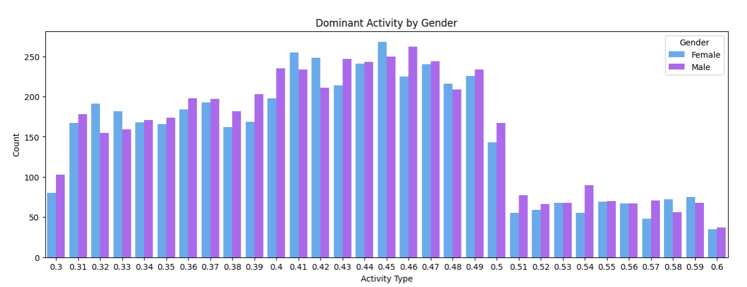 Dominant Activity by Gender
Gender
Female
Male
Count
250
200
150
100
50
0
0.3 0.31 0.32 0.33 0.34 0.35 0.36 0.37 0.38 0.39 0.4 0.41 0.42 0.43 0.44 0.45 0.46 0.47 0.48 0.49 0.5 0.51 0.52 0.53 0.54 0.55 0.56 0.57 0.58 0.59 0.6
Activity Type